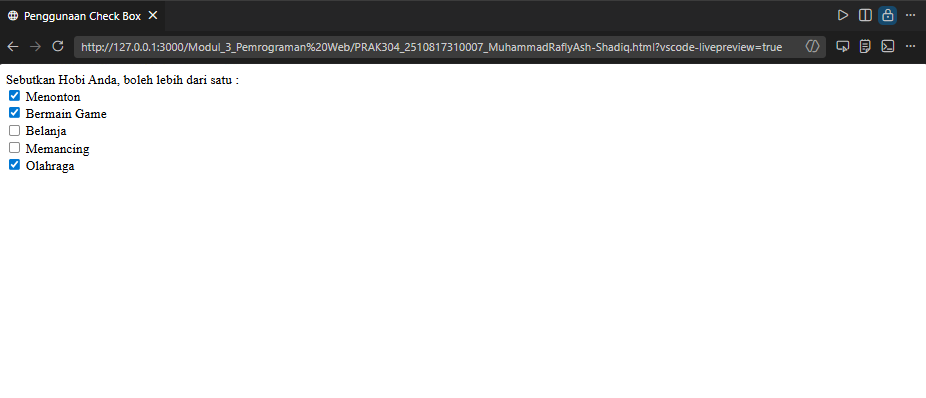 Penggunaan Check Box
http://127.0.0.1:3000/Modul_3_Pemrograman%20Web/PRAK304_2510817310007_MuhammadRaflyAsh-Shadiq.html?vscode-livepreview=true
Sebutkan Hobi Anda, boleh lebih dari satu :
Menonton
Bermain Game
Belanja
Memancing
Olahraga